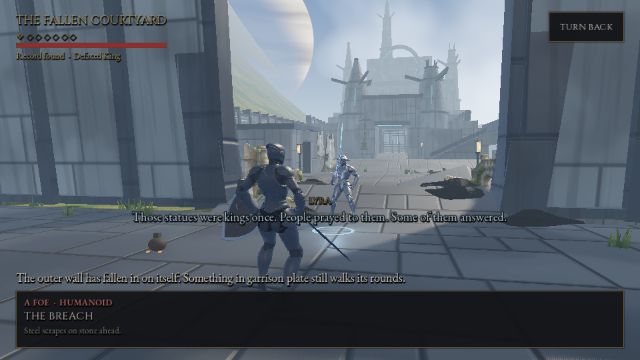 THE FALLEN COURTYARD
TURN BACK
Record found · Defaced King
LYRA
Those statues were kings once. People prayed to them. Some of them answered.
The outer wall has fallen in on itself. Something in garrison plate still walks its rounds.
A FOE · HUMANOID
THE BREACH
Steel scrapes on stone ahead.